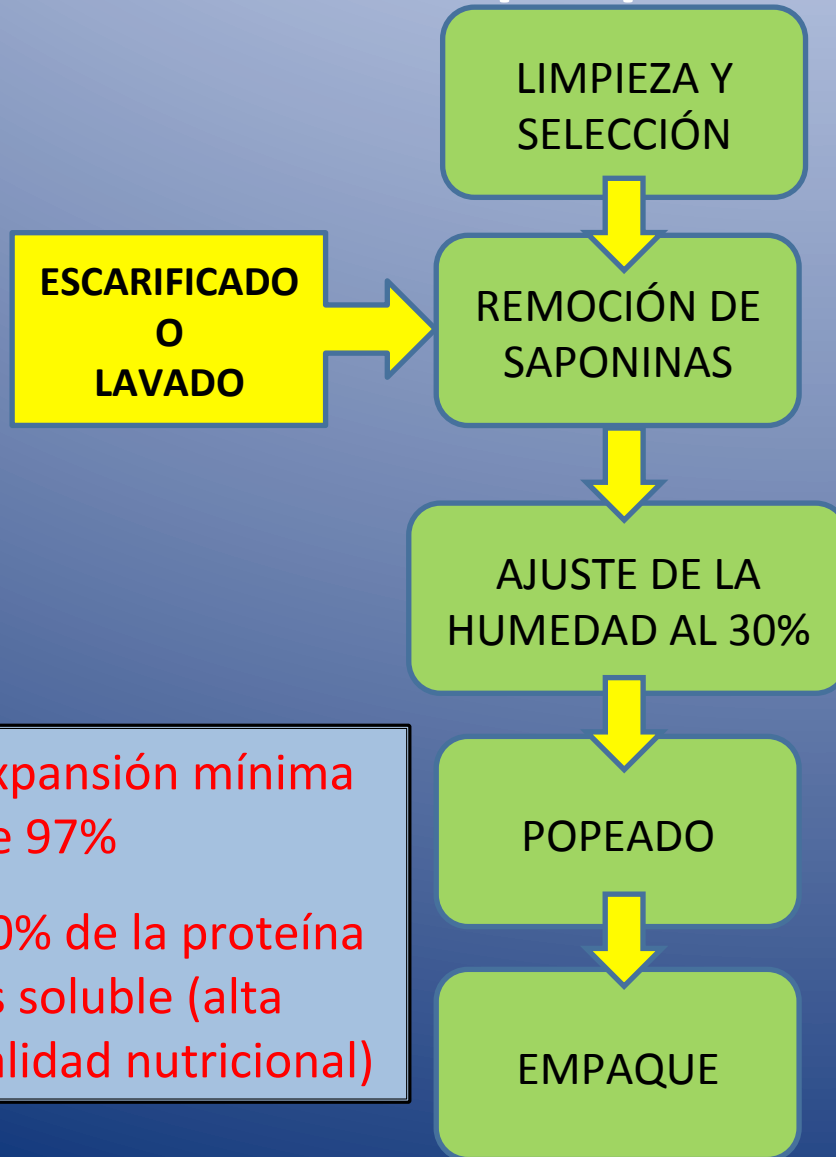 LIMPIEZA Y
SELECCIÓN
ESCARIFICADO
O
LAVADO
REMOCIÓN DE
SAPONINAS
AJUSTE DE LA
HUMEDAD AL 30%
xpansión mínima
97%
0% de la proteína
soluble (alta
alidad nutricional)
POPEADO
EMPAQUE